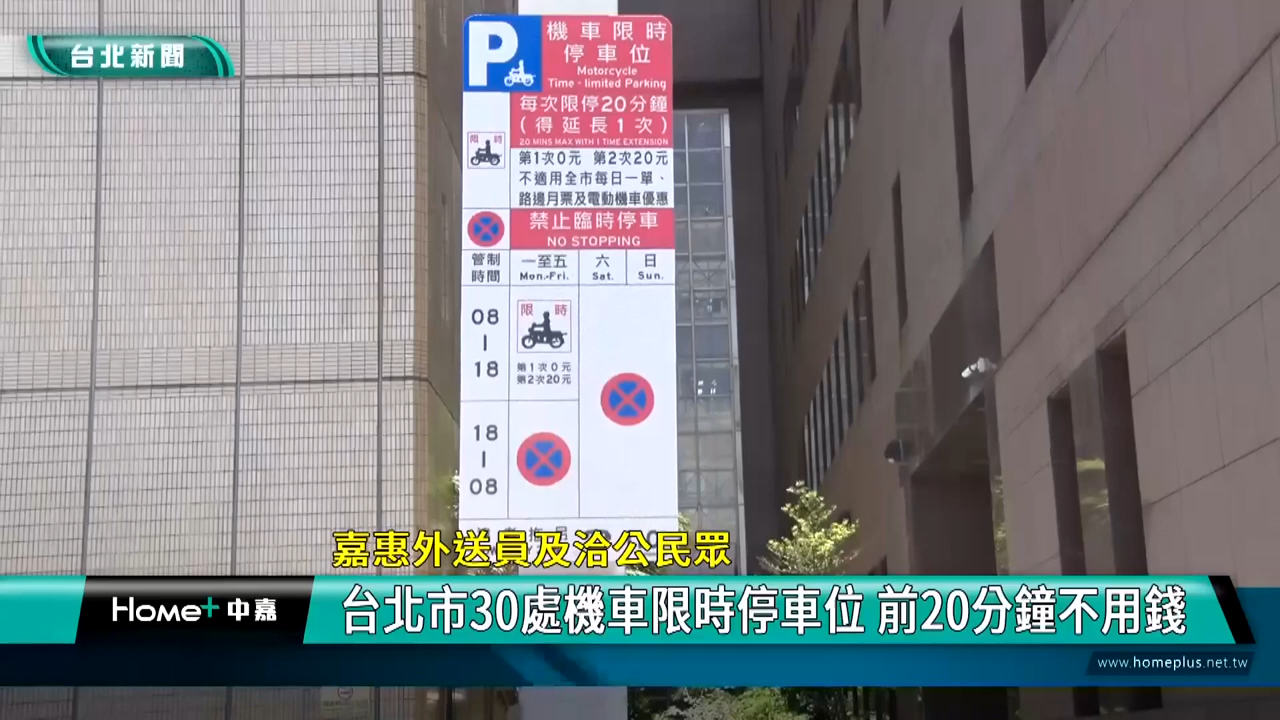 台北新聞
P
機車限時
停車位
Motorcycle
Time - limited Parking
每次限停20分鐘
(得延長1次)
20 MINS MAX WITH 1 TIME EXTENSION
限 時
第1次0元 第2次20元
不適用全市每日一單、
路邊月票及電動機車優惠
禁止臨時停車
NO STOPPING
管制
時間
一至五
Mon.-Fri.
六
Sat.
日
Sun.
08
|
18
限 時
第1次0元
第2次20元
18
|
08
嘉惠外送員及洽公民眾
Home+中嘉
台北市30處機車限時停車位 前20分鐘不用錢
www.homeplus.net.tw